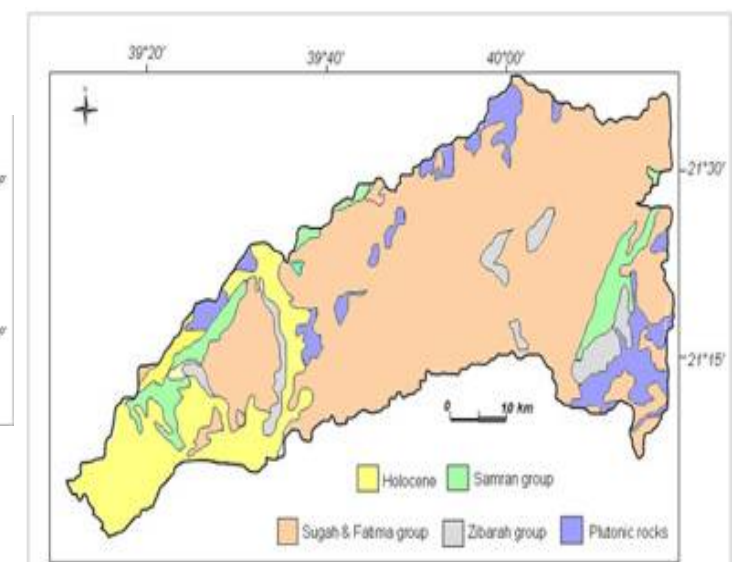 39°20'
39°40'
40°00'
21°30'
21°15'
0 10 km
Holocene
Samran group
Sugah & Fatma group
Zibarah group
Plutonic rocks